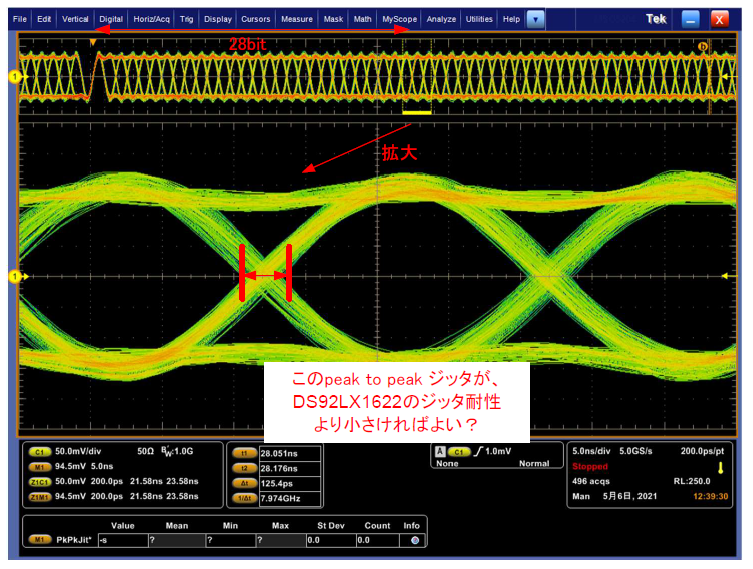 File Edit Vertical Digital Horiz/Acq Trig Display Cursors Measure Mask Math MyScope Analyze Utilities Help Tek X
28bit
b
1
拡大
1
このpeak to peak ジッタが、
DS92LX1622のジッタ耐性
より小さければよい？
C1 50.0mV/div 50Ω BW:1.0G
M1 94.5mV 5.0ns
Z1C1 50.0mV 200.0ps 21.58ns 23.58ns
Z1M1 94.5mV 200.0ps 21.58ns 23.58ns
t1 28.051ns
t2 28.176ns
Δt 125.4ps
1/Δt 7.974GHz
A C1 1.0mV
None Normal
5.0ns/div 5.0GS/s 200.0ps/pt
Stopped
496 acqs RL:250.0
Man 5月6日, 2021 12:39:30
Value Mean Min Max St Dev Count Info
M1 PkPkJit* -s ? ? ? 0.0 0.0